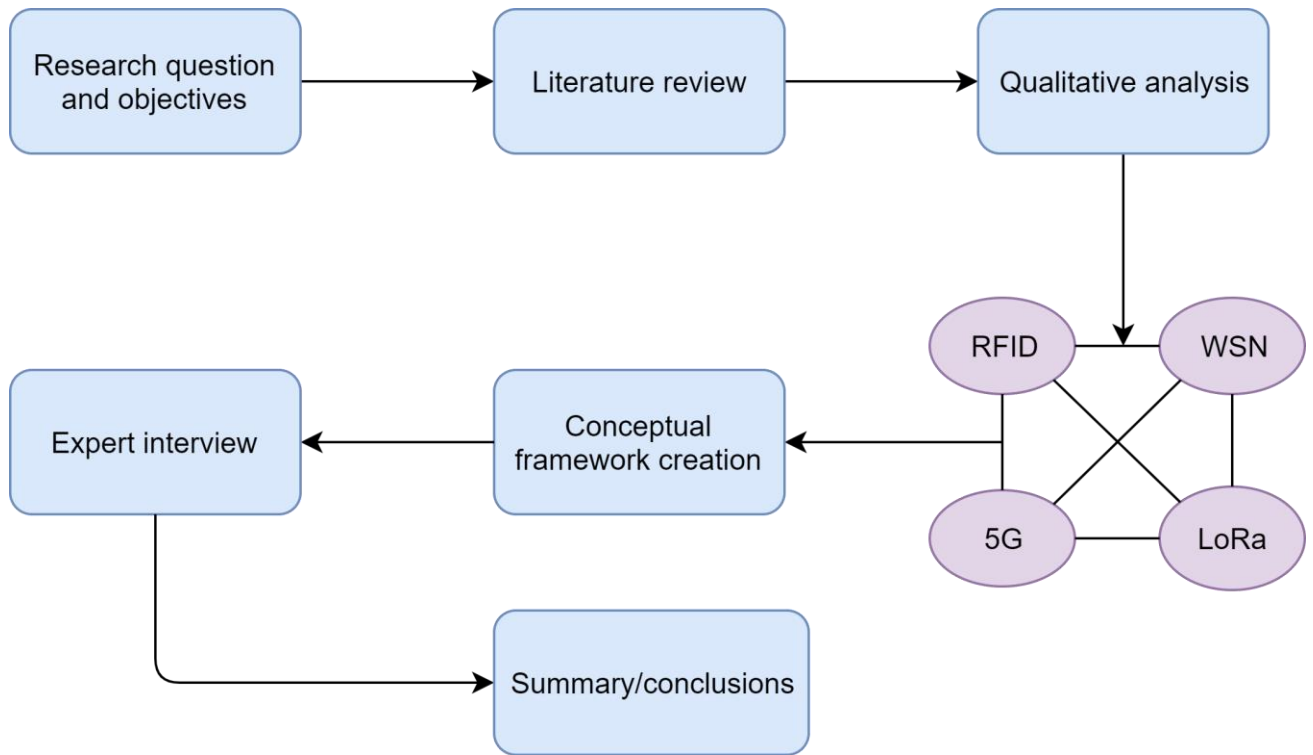 Research question
and objectives
Literature review
Qualitative analysis
RFID
WSN
Expert interview
Conceptual
framework creation
5G
LoRa
Summary/conclusions